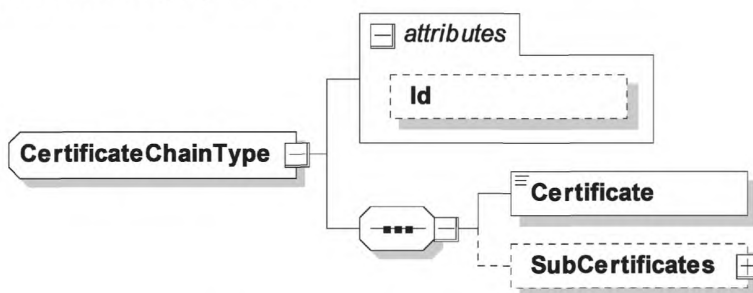 attributes
Id
CertificateChainType
Certificate
SubCertificates